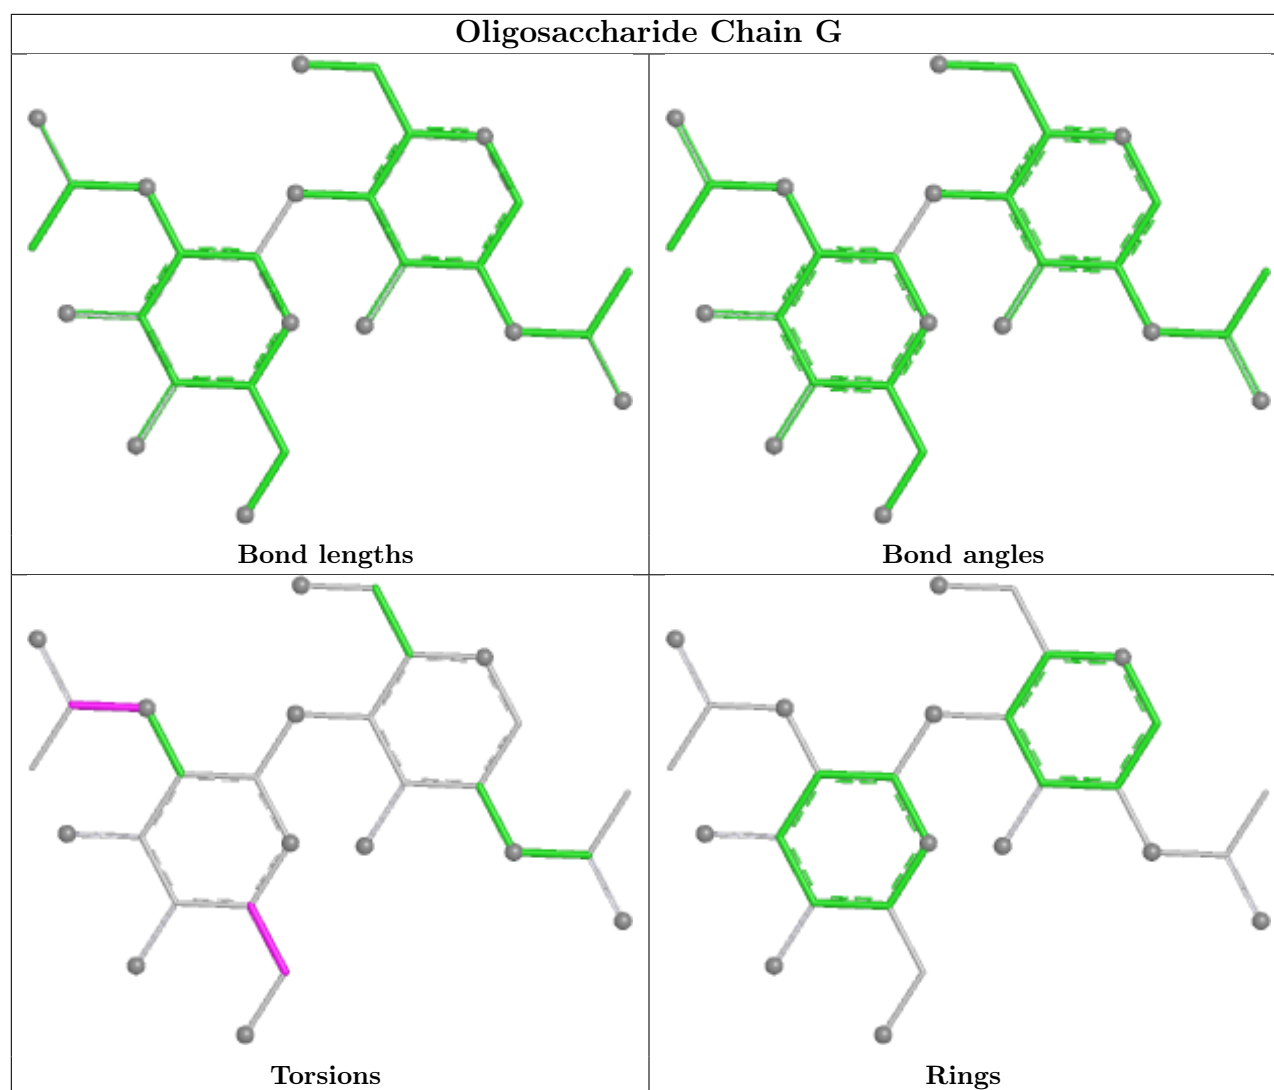 Oligosaccharide Chain G
Bond lengths
Bond angles
Torsions
Rings